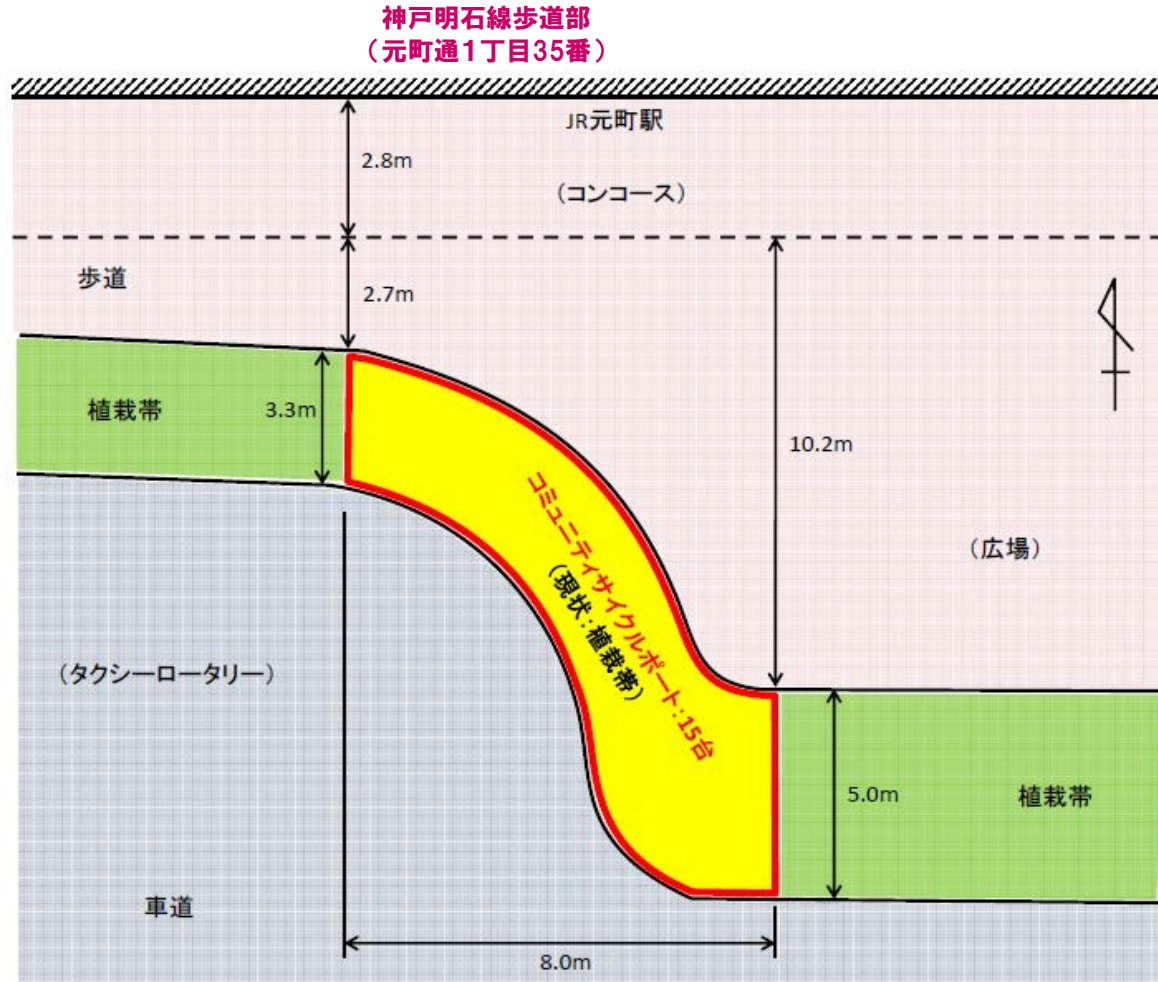 神戸明石線歩道部
（元町通１丁目35番）
JR元町駅
2.8m
（コンコース）
歩道
2.7m
植栽帯
3.3m
10.2m
コミュニティサイクルポート：15台
（現状：植栽帯）
（広場）
（タクシーロータリー）
5.0m
植栽帯
車道
8.0m